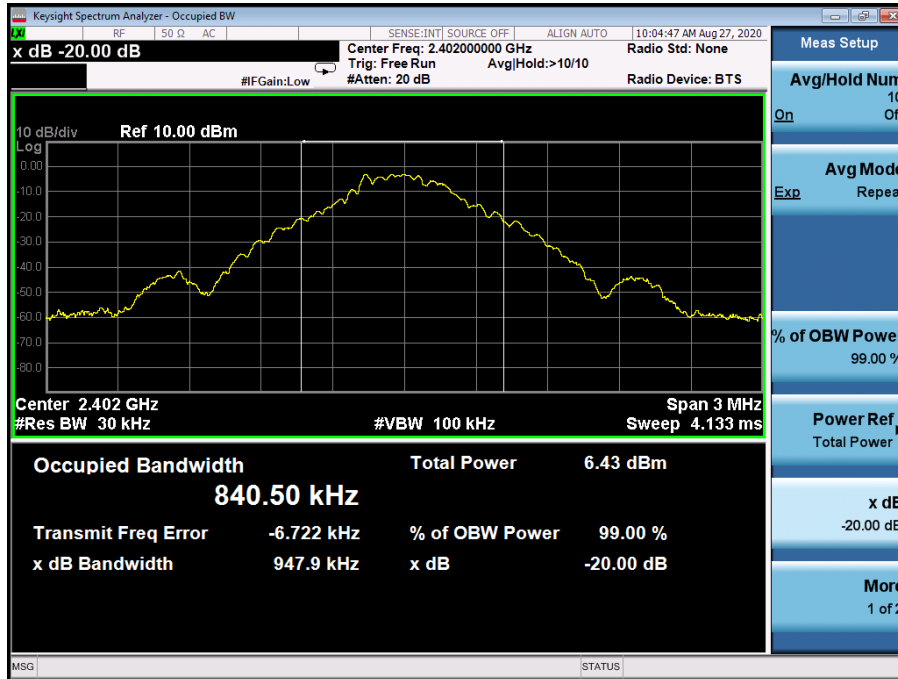 Keysight Spectrum Analyzer - Occupied BW
LXI RF 50 Ω AC SENSE:INT SOURCE OFF ALIGN AUTO 10:04:47 AM Aug 27, 2020
x dB -20.00 dB
Center Freq: 2.402000000 GHz Radio Std: None
Trig: Free Run Avg|Hold:>10/10
#IFGain:Low #Atten: 20 dB Radio Device: BTS
10 dB/div Ref 10.00 dBm
Log
0.00
-10.0
-20.0
-30.0
-40.0
-50.0
-60.0
-70.0
-80.0
Center 2.402 GHz Span 3 MHz
#Res BW 30 kHz #VBW 100 kHz Sweep 4.133 ms
Occupied Bandwidth Total Power 6.43 dBm
840.50 kHz
Transmit Freq Error -6.722 kHz % of OBW Power 99.00 %
x dB Bandwidth 947.9 kHz x dB -20.00 dB
Meas Setup
Avg/Hold Num
10
On Of
Avg Mode
Exp Repea
% of OBW Powe
99.00 %
Power Ref
Total Power
x dB
-20.00 dB
More
1 of 2
MSG STATUS